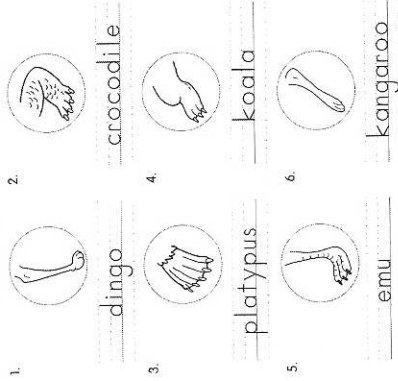 1.
dingo
2.
crocodile
3.
platypus
4.
koala
5.
emu
6.
kangaroo